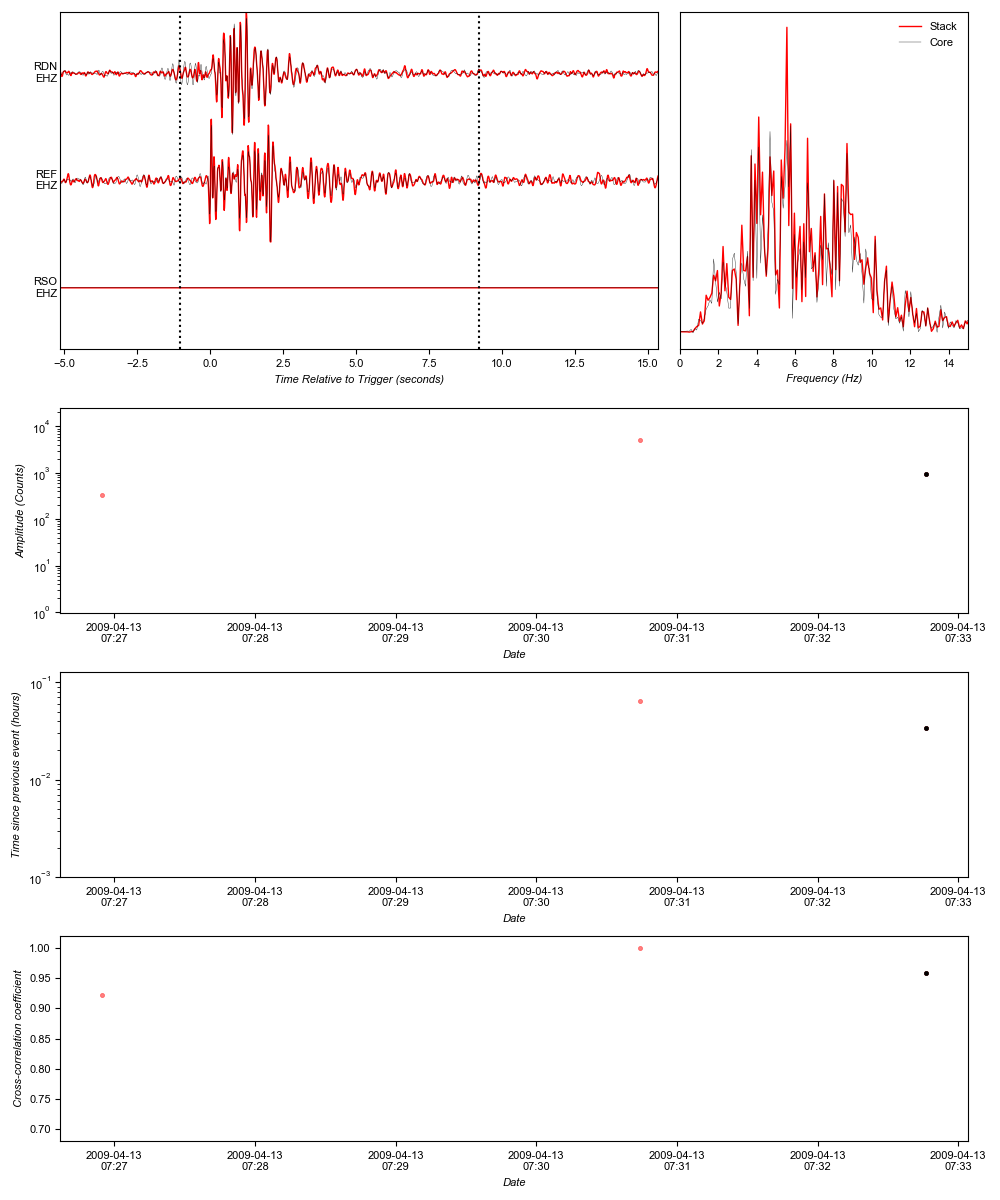 RDN
EHZ
REF
EHZ
RSO
EHZ
−5.0 −2.5 0.0 2.5 5.0 7.5 10.0 12.5 15.0
Time Relative to Trigger (seconds)
Stack
Core
0 2 4 6 8 10 12 14
Frequency (Hz)
10^4
10^3
10^2
10^1
10^0
Amplitude (Counts)
2009-04-13 2009-04-13 2009-04-13 2009-04-13 2009-04-13 2009-04-13 2009-04-13
07:27 07:28 07:29 07:30 07:31 07:32 07:33
Date
10^−1
10^−2
10^−3
Time since previous event (hours)
2009-04-13 2009-04-13 2009-04-13 2009-04-13 2009-04-13 2009-04-13 2009-04-13
07:27 07:28 07:29 07:30 07:31 07:32 07:33
Date
1.00
0.95
0.90
0.85
0.80
0.75
0.70
Cross-correlation coefficient
2009-04-13 2009-04-13 2009-04-13 2009-04-13 2009-04-13 2009-04-13 2009-04-13
07:27 07:28 07:29 07:30 07:31 07:32 07:33
Date